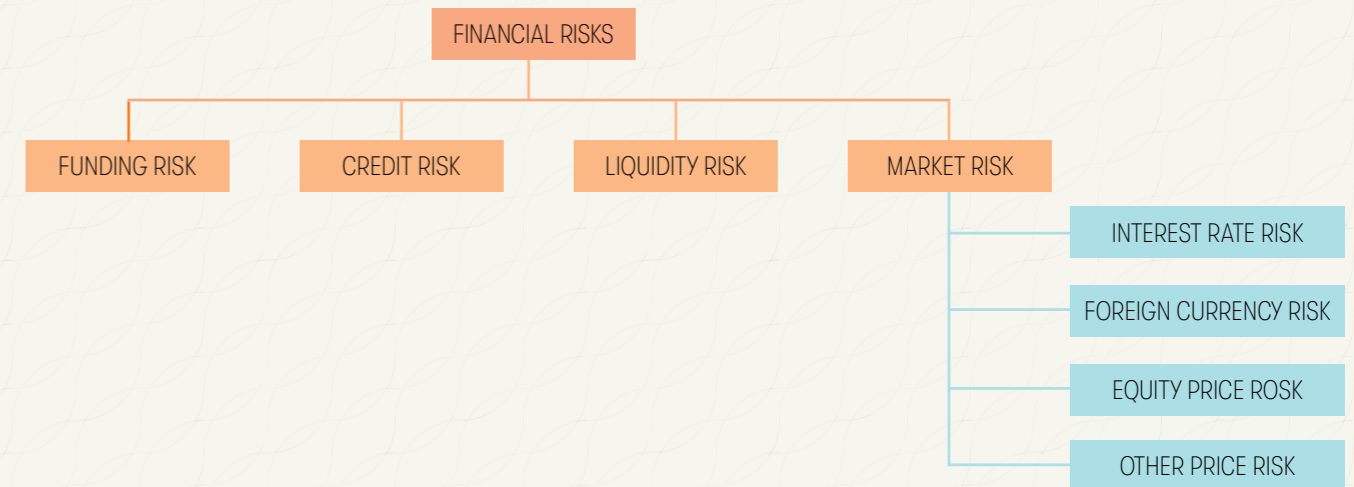 FINANCIAL RISKS
FUNDING RISK
CREDIT RISK
LIQUIDITY RISK
MARKET RISK
INTEREST RATE RISK
FOREIGN CURRENCY RISK
EQUITY PRICE ROSK
OTHER PRICE RISK